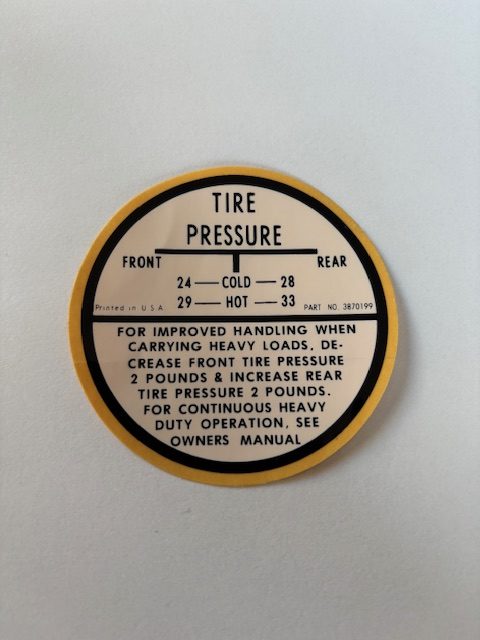 TIRE
PRESSURE
FRONT REAR
24 — COLD — 28
29 — HOT — 33
Printed in U.S.A. PART NO. 3870199
FOR IMPROVED HANDLING WHEN
CARRYING HEAVY LOADS, DE-
CREASE FRONT TIRE PRESSURE
2 POUNDS & INCREASE REAR
TIRE PRESSURE 2 POUNDS.
FOR CONTINUOUS HEAVY
DUTY OPERATION, SEE
OWNERS MANUAL